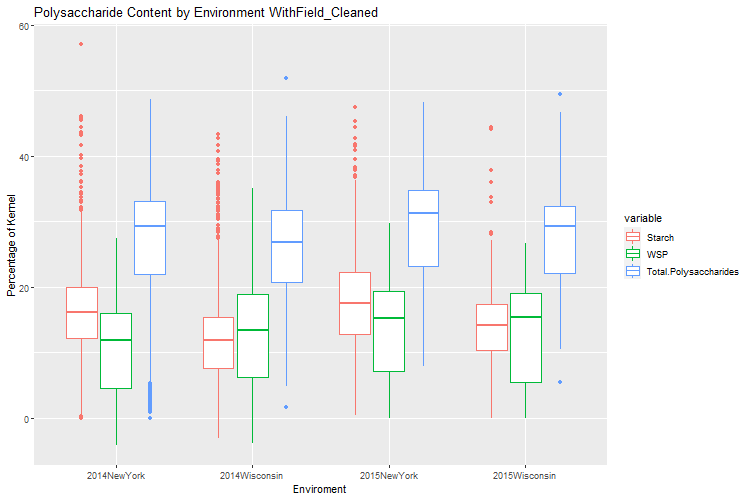 Polysaccharide Content by Environment WithField_Cleaned
60
40
20
0
Percentage of Kernel
2014NewYork
2014Wisconsin
2015NewYork
2015Wisconsin
Enviroment
variable
Starch
WSP
Total.Polysaccharides